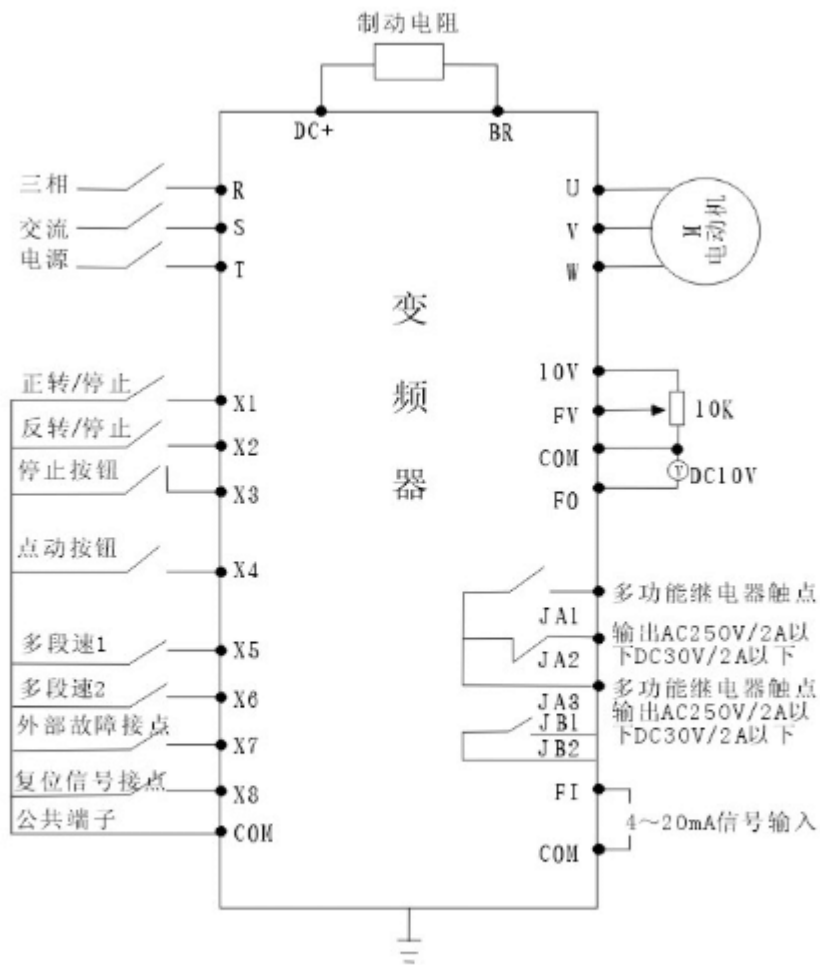 制动电阻
DC+
BR
三相
R
交流
S
电源
T
U
V
W
M
电动机
变
频
器
正转/停止
X1
反转/停止
X2
停止按钮
X3
点动按钮
X4
多段速1
X5
多段速2
X6
外部故障接点
X7
复位信号接点
X8
公共端子
COM
10V
FV
10K
COM
V
DC10V
FO
多功能继电器触点
JA1
输出AC250V/2A以
下DC30V/2A以下
JA2
多功能继电器触点
JA3
输出AC250V/2A以
下DC30V/2A以下
JB1
JB2
FI
4～20mA信号输入
COM